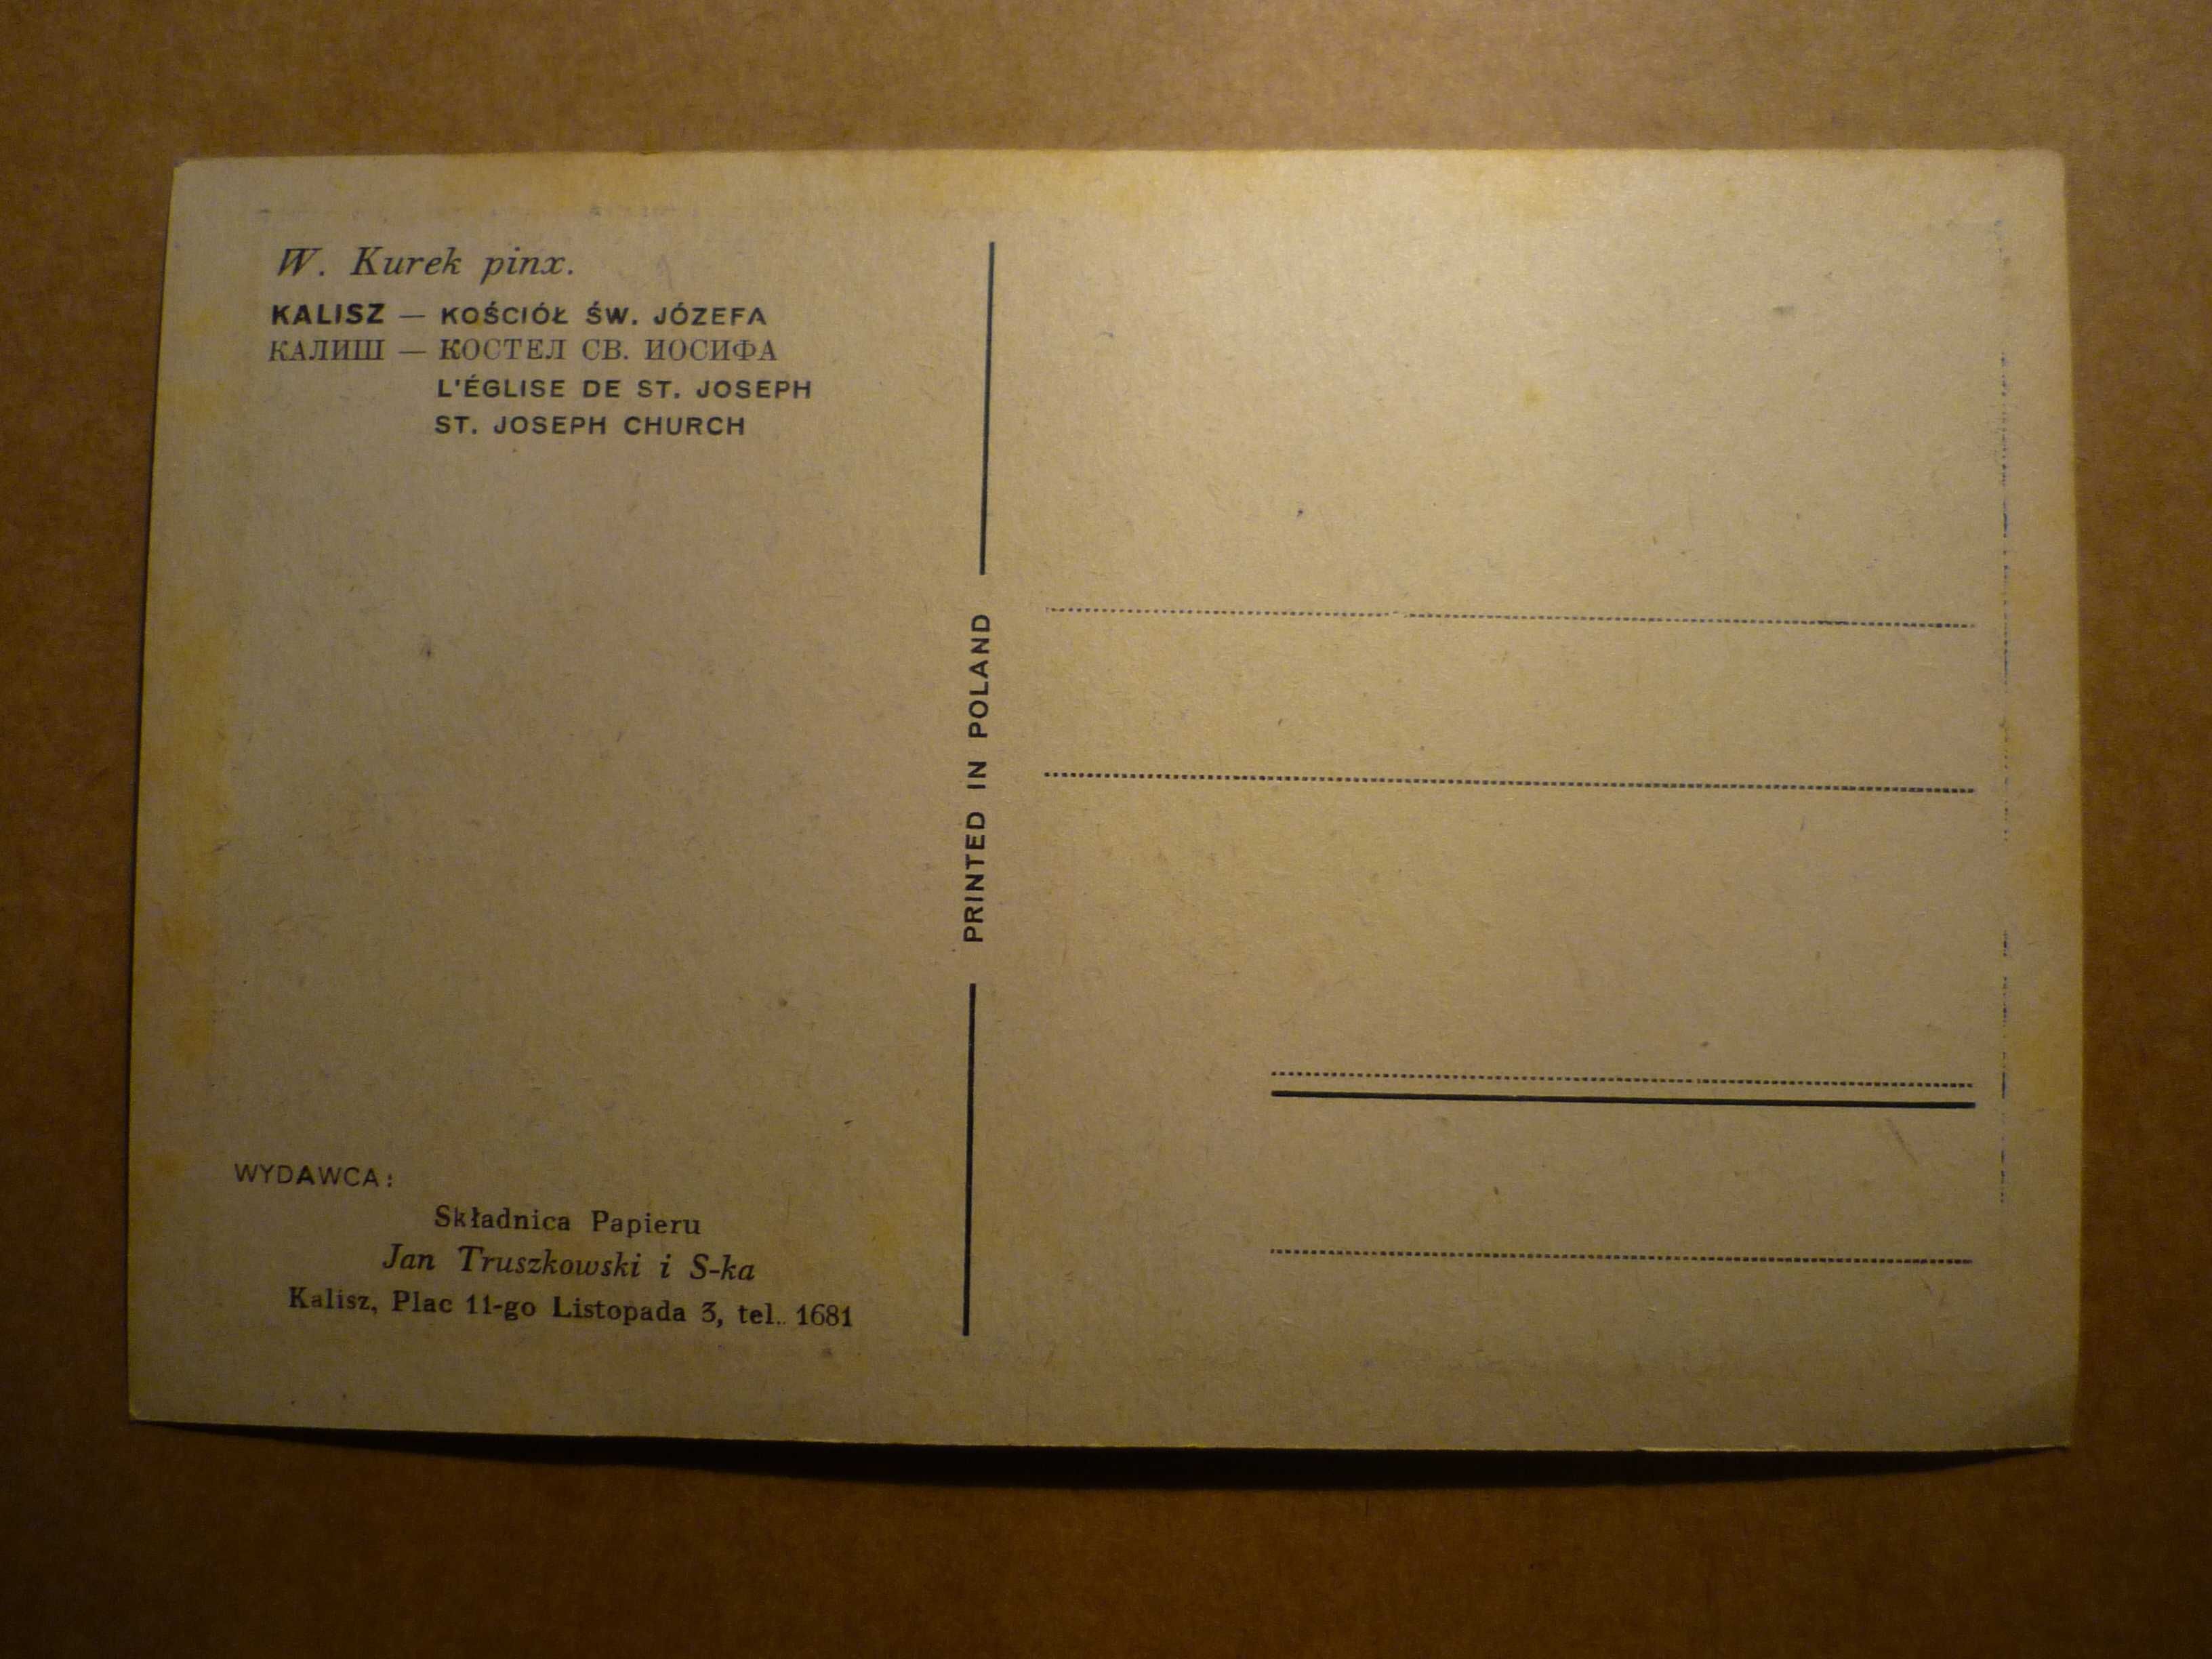 W. Kurek pinx.
KALISZ — KOŚCIÓŁ ŚW. JÓZEFA
КАЛИШ — КОСТЕЛ СВ. ИОСИФА
L'ÉGLISE DE ST. JOSEPH
ST. JOSEPH CHURCH
PRINTED IN POLAND
WYDAWCA:
Składnica Papieru
Jan Truszkowski i S-ka
Kalisz, Plac 11-go Listopada 3, tel. 1681